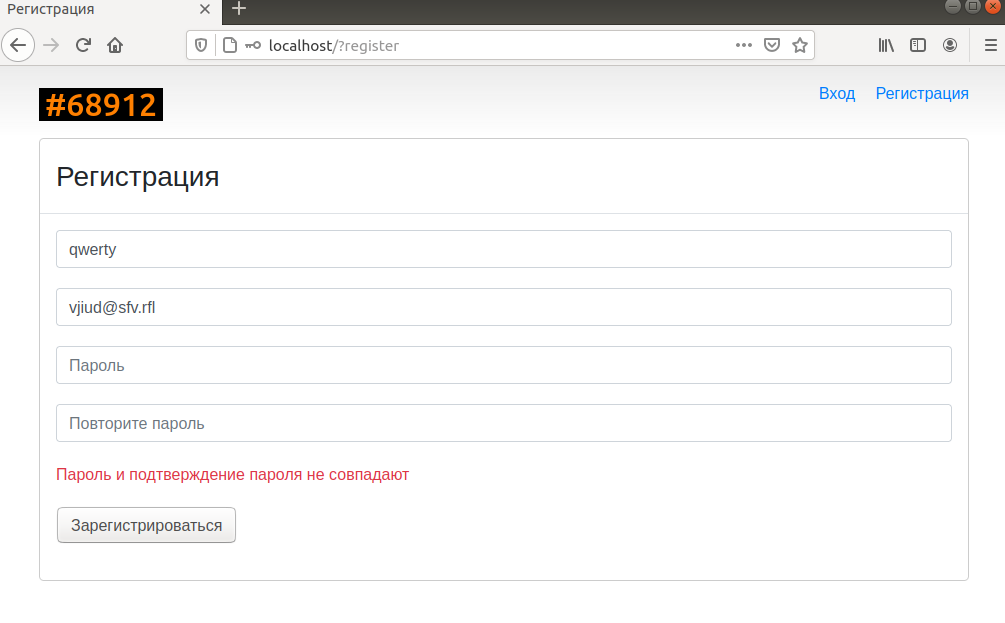 Регистрация
localhost/?register
#68912
Вход Регистрация
Регистрация
qwerty
vjiud@sfv.rfl
Пароль
Повторите пароль
Пароль и подтверждение пароля не совпадают
Зарегистрироваться